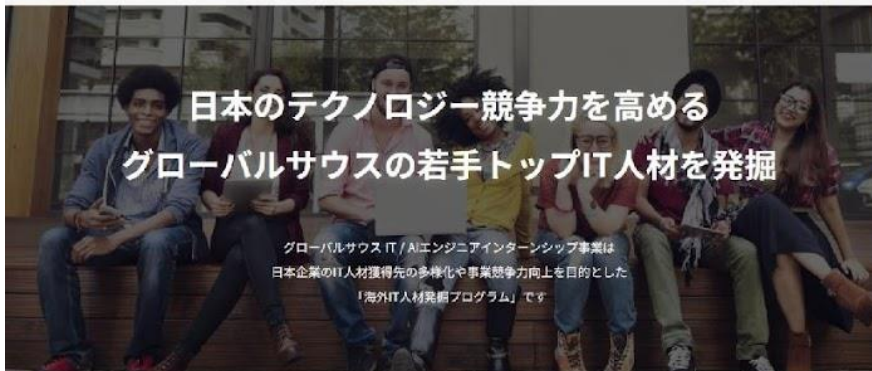 日本のテクノロジー競争力を高める
グローバルサウスの若手トップIT人材を発掘
グローバルサウス IT / AIエンジニアインターンシップ事業は
日本企業のIT人材獲得先の多様化や事業競争力向上を目的とした
「海外IT人材発掘プログラム」です